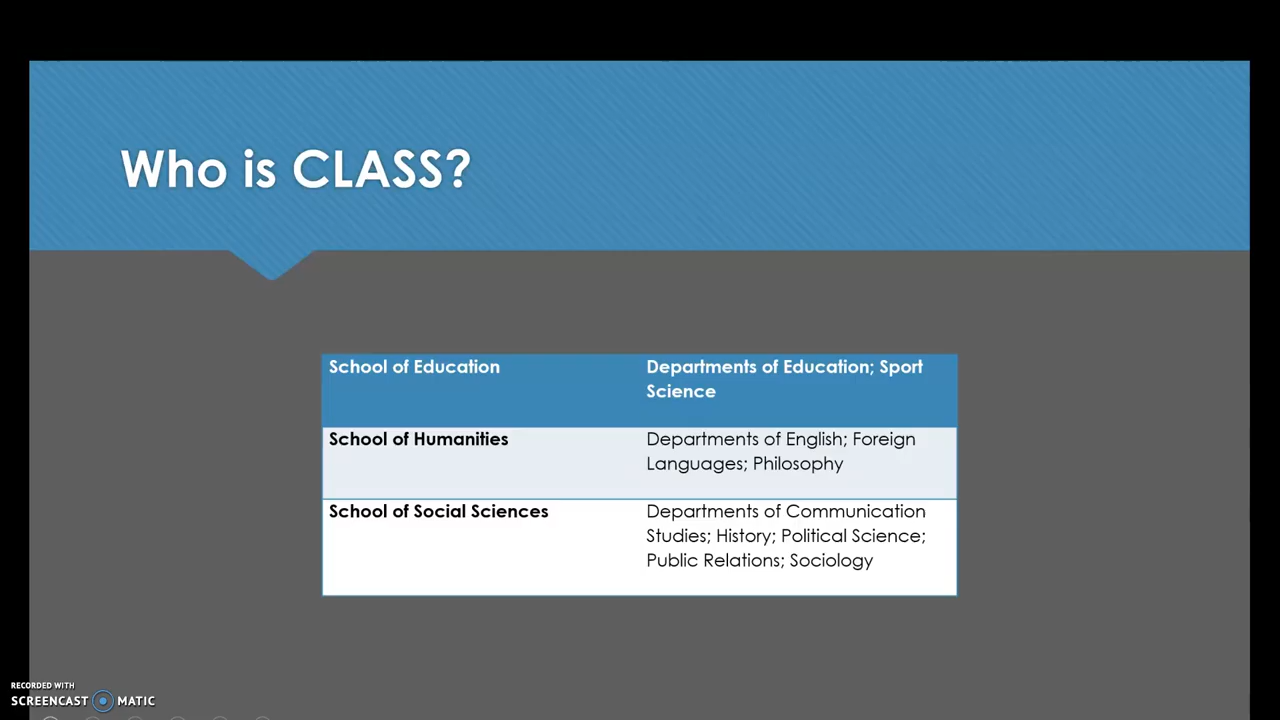 Who is CLASS?
School of Education
Departments of Education; Sport
Science
School of Humanities
Departments of English; Foreign
Languages; Philosophy
School of Social Sciences
Departments of Communication
Studies; History; Political Science;
Public Relations; Sociology
RECORDED WITH
SCREENCAST MATIC